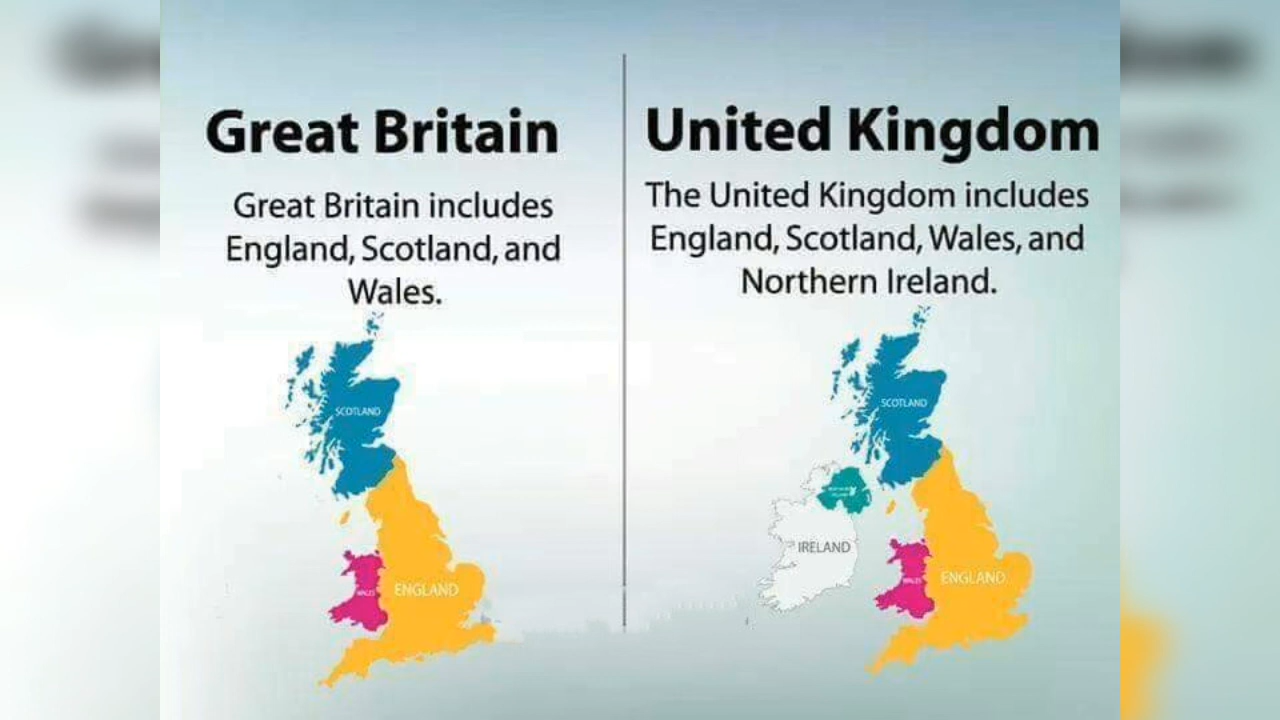 Great Britain
Great Britain includes
England, Scotland, and
Wales.
SCOTLAND
WALES
ENGLAND
United Kingdom
The United Kingdom includes
England, Scotland, Wales, and
Northern Ireland.
SCOTLAND
IRELAND
WALES
ENGLAND